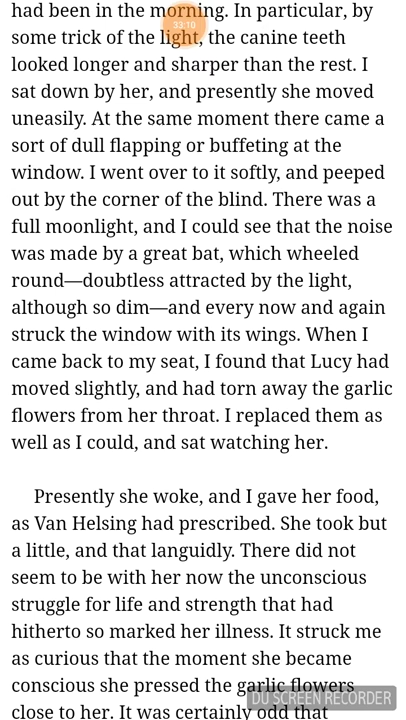 had been in the morning. In particular, by
33:10
some trick of the light, the canine teeth
looked longer and sharper than the rest. I
sat down by her, and presently she moved
uneasily. At the same moment there came a
sort of dull flapping or buffeting at the
window. I went over to it softly, and peeped
out by the corner of the blind. There was a
full moonlight, and I could see that the noise
was made by a great bat, which wheeled
round—doubtless attracted by the light,
although so dim—and every now and again
struck the window with its wings. When I
came back to my seat, I found that Lucy had
moved slightly, and had torn away the garlic
flowers from her throat. I replaced them as
well as I could, and sat watching her.
Presently she woke, and I gave her food,
as Van Helsing had prescribed. She took but
a little, and that languidly. There did not
seem to be with her now the unconscious
struggle for life and strength that had
hitherto so marked her illness. It struck me
as curious that the moment she became
conscious she pressed the garlic flowers
DU SCREEN RECORDER
close to her. It was certainly odd that